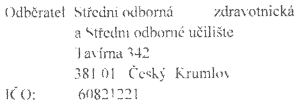 Odběratel Střední odborná zdravotnická
a Střední odborné učiliště
Tavírna 342
381 01 Český Krumlov
IČO: 60821221